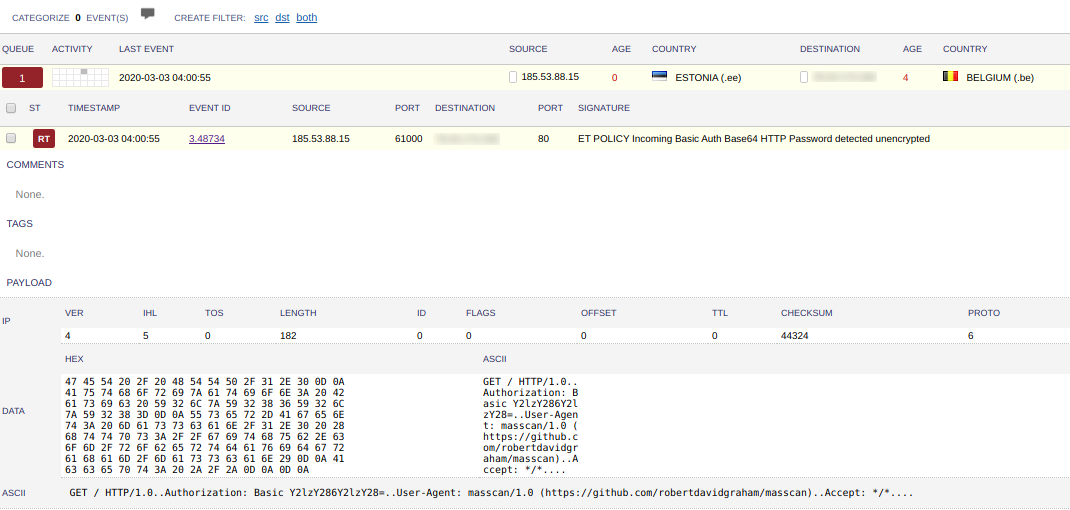 CATEGORIZE 0 EVENT(S) CREATE FILTER: src dst both
QUEUE ACTIVITY LAST EVENT SOURCE AGE COUNTRY DESTINATION AGE COUNTRY
1 2020-03-03 04:00:55 185.53.88.15 0 ESTONIA (.ee) 4 BELGIUM (.be)
ST TIMESTAMP EVENT ID SOURCE PORT DESTINATION PORT SIGNATURE
RT 2020-03-03 04:00:55 3.48734 185.53.88.15 61000 80 ET POLICY Incoming Basic Auth Base64 HTTP Password detected unencrypted
COMMENTS
None.
TAGS
None.
PAYLOAD
IP VER IHL TOS LENGTH ID FLAGS OFFSET TTL CHECKSUM PROTO
4 5 0 182 0 0 0 0 44324 6
DATA HEX ASCII
47 45 54 20 2F 20 48 54 54 50 2F 31 2E 30 0D 0A GET / HTTP/1.0..
41 75 74 68 6F 72 69 7A 61 74 69 6F 6E 3A 20 42 Authorization: B
61 73 69 63 20 59 32 6C 7A 59 32 38 36 59 32 6C asic Y2lzY286Y2l
7A 59 32 38 3D 0D 0A 55 73 65 72 2D 41 67 65 6E zY28=..User-Agen
74 3A 20 6D 61 73 73 63 61 6E 2F 31 2E 30 20 28 t: masscan/1.0 (
68 74 74 70 73 3A 2F 2F 67 69 74 68 75 62 2E 63 https://github.c
6F 6D 2F 72 6F 62 65 72 74 64 61 76 69 64 67 72 om/robertdavidgr
61 68 61 6D 2F 6D 61 73 73 63 61 6E 29 0D 0A 41 aham/masscan)..A
63 63 65 70 74 3A 20 2A 2F 2A 0D 0A 0D 0A ccept: */*....
ASCII GET / HTTP/1.0..Authorization: Basic Y2lzY286Y2lzY28=..User-Agent: masscan/1.0 (https://github.com/robertdavidgraham/masscan)..Accept: */*....